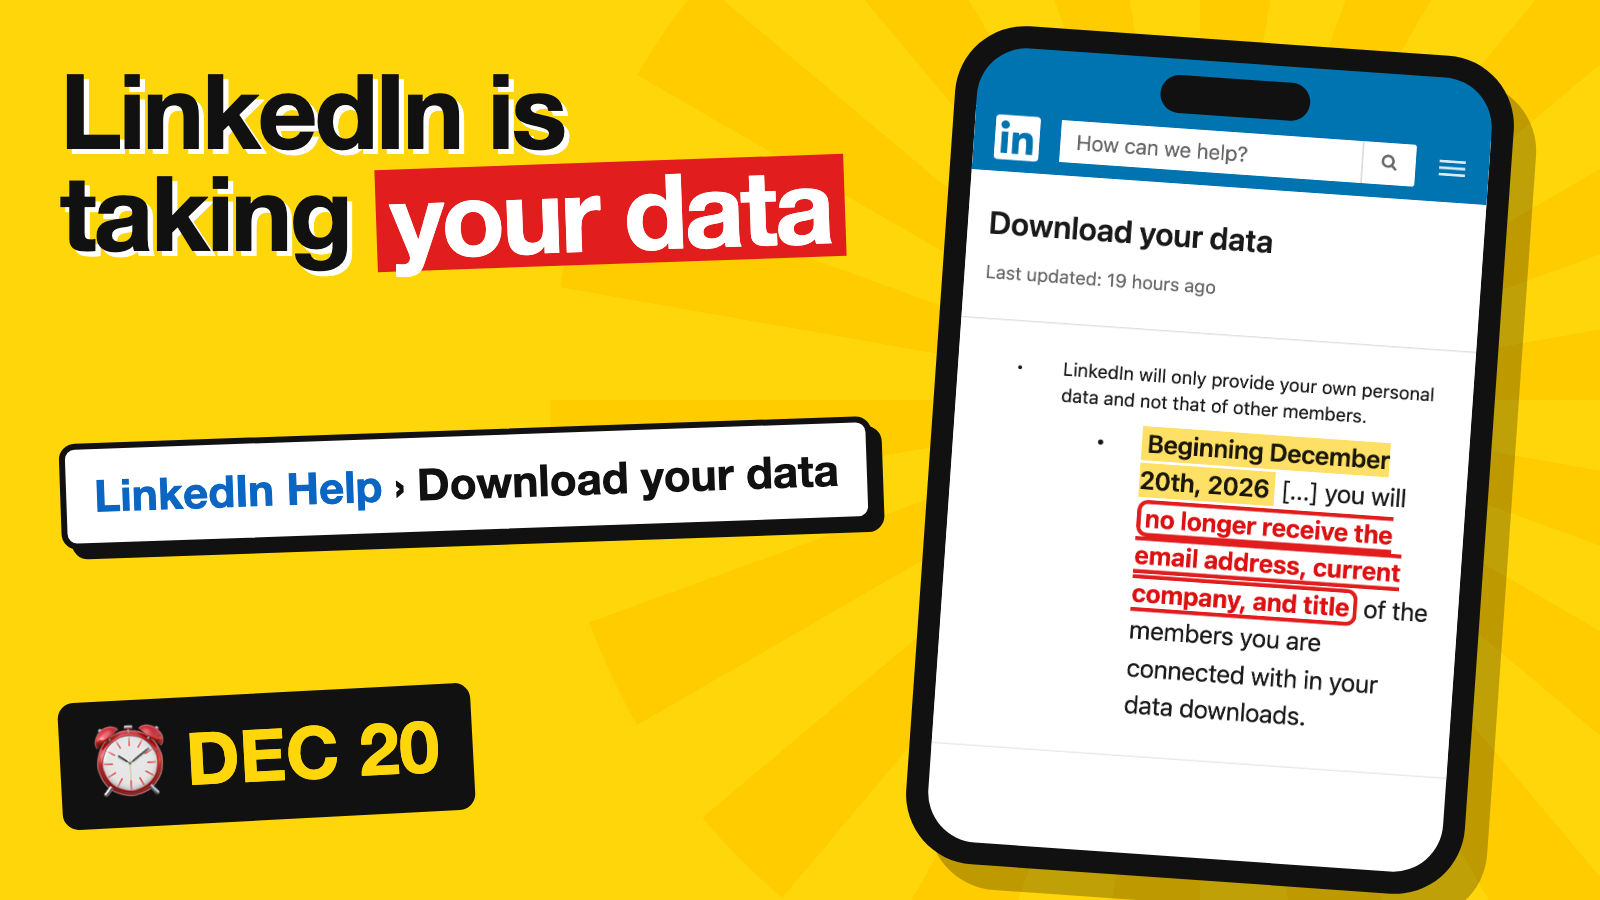 LinkedIn is
taking your data
LinkedIn Help › Download your data
DEC 20
in
How can we help?
Download your data
Last updated: 19 hours ago
• LinkedIn will only provide your own personal
data and not that of other members.
• Beginning December
20th, 2026 [...] you will
no longer receive the
email address, current
company, and title of the
members you are
connected with in your
data downloads.